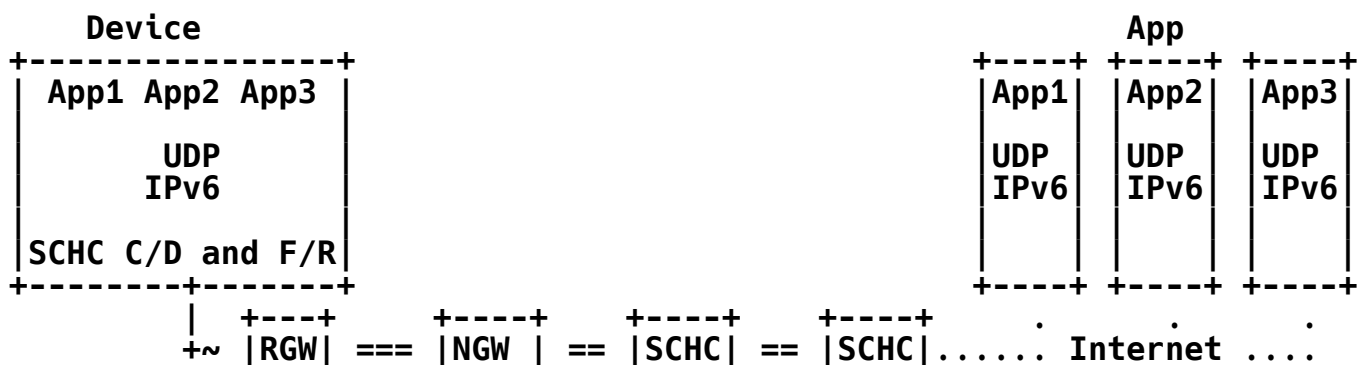 Device                                                App
+----------------+                                +----+ +----+ +----+
| App1 App2 App3 |                                |App1| |App2| |App3|
|                |                                |    | |    | |    |
|       UDP      |                                |UDP | |UDP | |UDP |
|      IPv6      |                                |IPv6| |IPv6| |IPv6|
|                |                                |    | |    | |    |
|SCHC C/D and F/R|                                |    | |    | |    |
+--------+-------+                                +----+ +----+ +----+
         |  +---+     +----+    +----+    +----+     .      .      .
         +~ |RGW| === |NGW | == |SCHC| == |SCHC|...... Internet ....